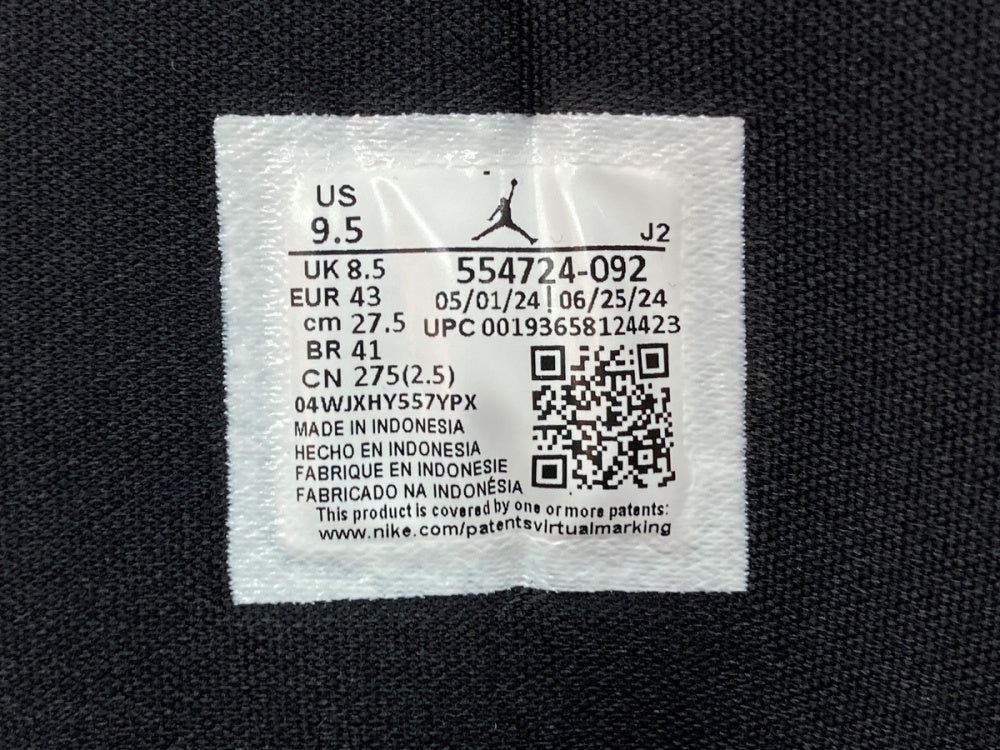 US
9.5
J2
UK 8.5
554724-092
EUR 43
05/01/24 | 06/25/24
cm 27.5
UPC 00193658124423
BR 41
CN 275(2.5)
04WJXHY557YPX
MADE IN INDONESIA
HECHO EN INDONESIA
FABRIQUE EN INDONESIE
FABRICADO NA INDONÉSIA
This product is covered by one or more patents:
www.nike.com/patentsvirtualmarking